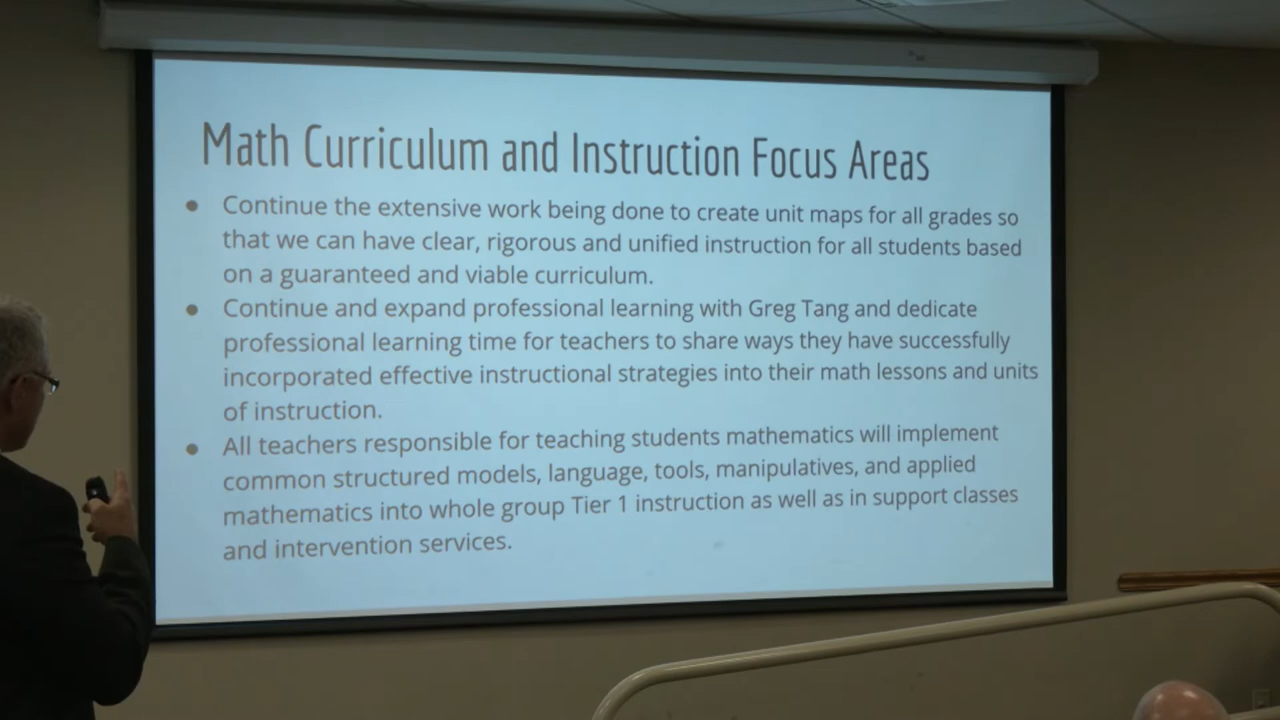 Math Curriculum and Instruction Focus Areas
● Continue the extensive work being done to create unit maps for all grades so
that we can have clear, rigorous and unified instruction for all students based
on a guaranteed and viable curriculum.
● Continue and expand professional learning with Greg Tang and dedicate
professional learning time for teachers to share ways they have successfully
incorporated effective instructional strategies into their math lessons and units
of instruction.
● All teachers responsible for teaching students mathematics will implement
common structured models, language, tools, manipulatives, and applied
mathematics into whole group Tier 1 instruction as well as in support classes
and intervention services.